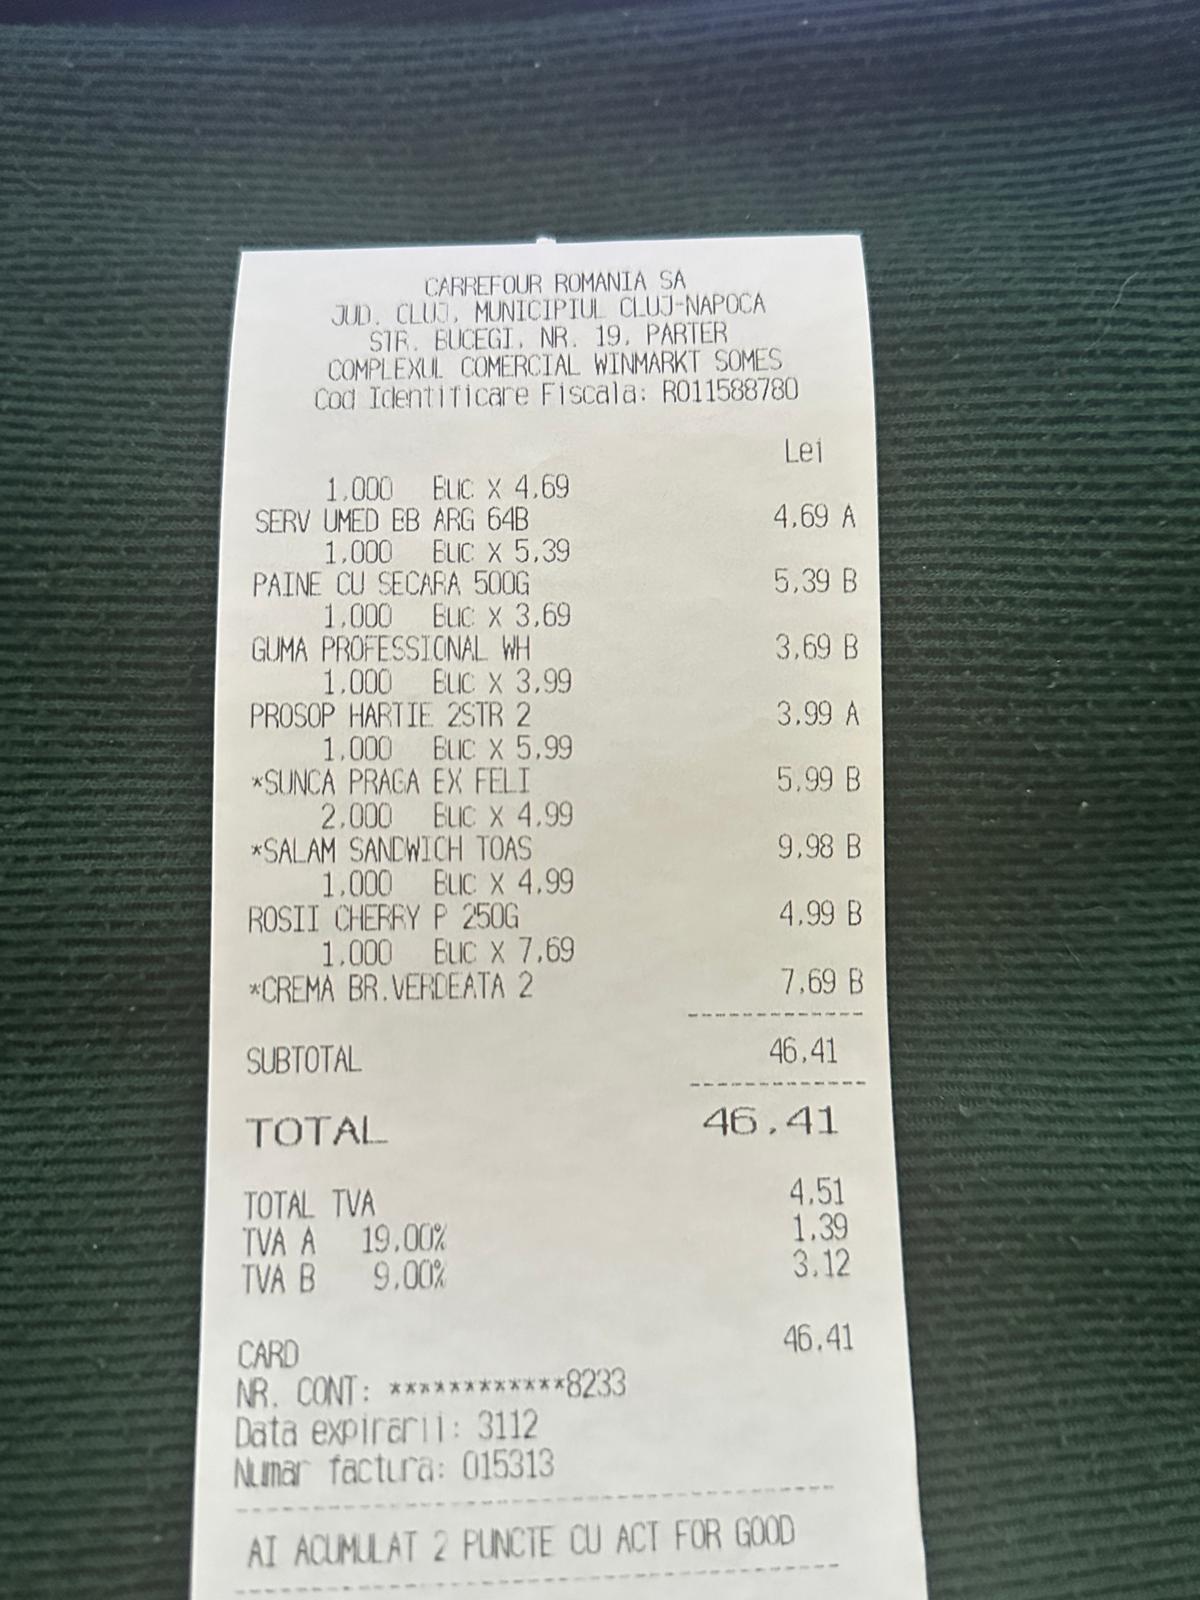 CARREFOUR ROMANIA SA
JUD. CLUJ, MUNICIPIUL CLUJ-NAPOCA
STR. BUCEGI, NR. 19, PARTER
COMPLEXUL COMERCIAL WINMARKT SOMES
Cod Identificare Fiscala: RO11588780
Lei
1,000 BUC X 4,69
SERV UMED BB ARG 64B 4,69 A
1,000 BUC X 5,39
PAINE CU SECARA 500G 5,39 B
1,000 BUC X 3,69
GUMA PROFESSIONAL WH 3,69 B
1,000 BUC X 3,99
PROSOP HARTIE 2STR 2 3,99 A
1,000 BUC X 5,99
*SUNCA PRAGA EX FELI 5,99 B
2,000 BUC X 4,99
*SALAM SANDWICH TOAS 9,98 B
1,000 BUC X 4,99
ROSII CHERRY P 250G 4,99 B
1,000 BUC X 7,69
*CREMA BR.VERDEATA 2 7,69 B
SUBTOTAL 46,41
TOTAL 46,41
TOTAL TVA 4,51
TVA A 19,00% 1,39
TVA B 9,00% 3,12
CARD 46,41
NR. CONT: ************8233
Data expirarii: 3112
Numar factura: 015313
AI ACUMULAT 2 PUNCTE CU ACT FOR GOOD